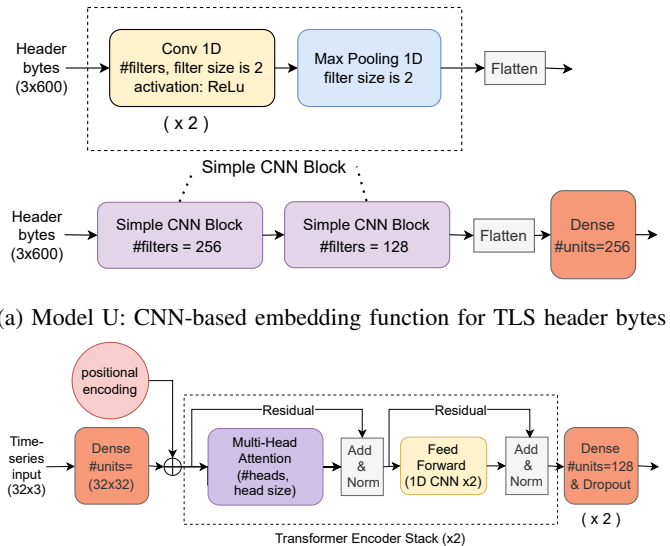 Header
bytes
(3x600)
Conv 1D
#filters, filter size is 2
activation: ReLu
( x 2 )
Max Pooling 1D
filter size is 2
Flatten
Simple CNN Block
Header
bytes
(3x600)
Simple CNN Block
#filters = 256
Simple CNN Block
#filters = 128
Flatten
Dense
#units=256
(a) Model U: CNN-based embedding function for TLS header bytes
positional
encoding
Time-
series
input
(32x3)
Dense
#units=
(32x32)
Residual
Multi-Head
Attention
(#heads,
head size)
Add
&
Norm
Residual
Feed
Forward
(1D CNN x2)
Add
&
Norm
Dense
#units=128
& Dropout
( x 2 )
Transformer Encoder Stack (x2)